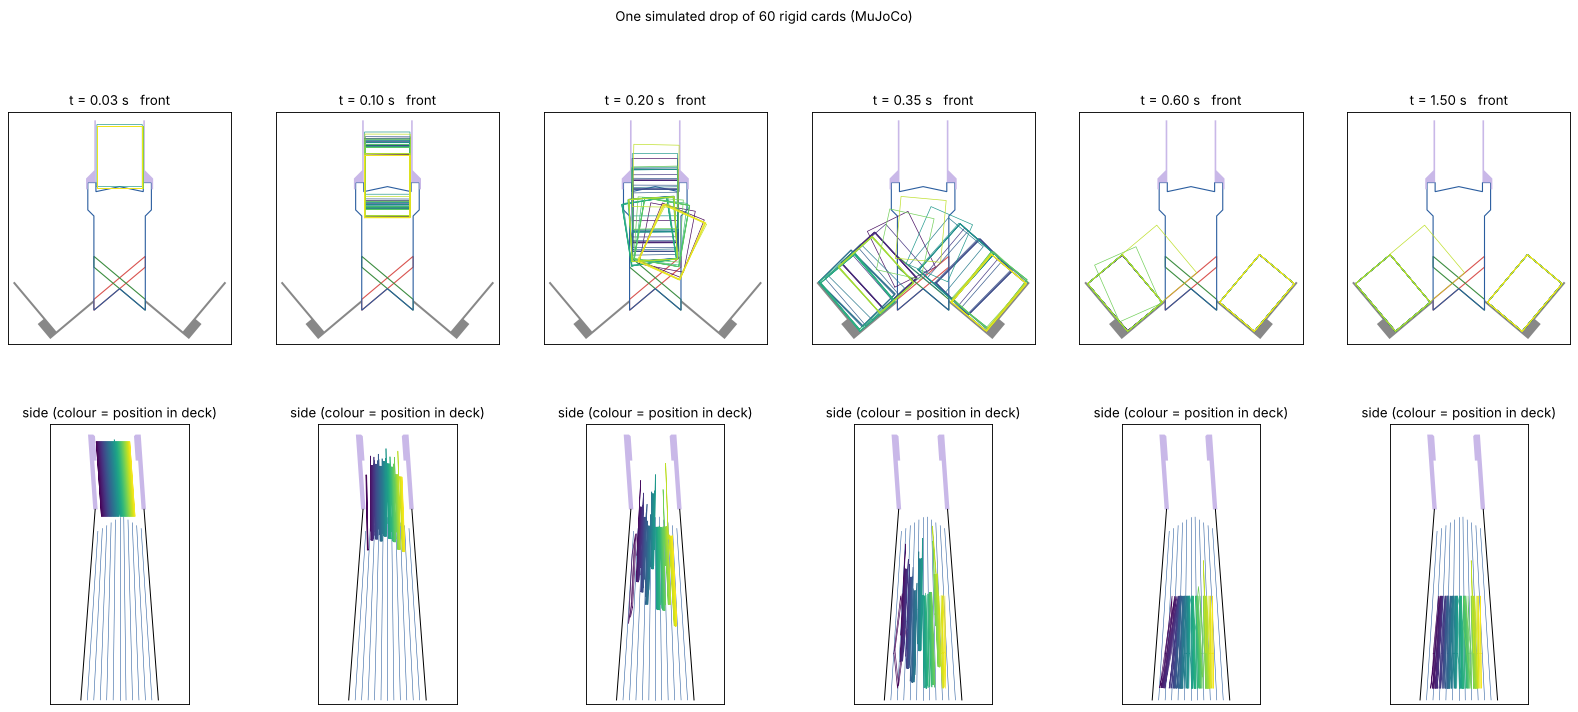 One simulated drop of 60 rigid cards (MuJoCo)
t = 0.03 s front
t = 0.10 s front
t = 0.20 s front
t = 0.35 s front
t = 0.60 s front
t = 1.50 s front
side (colour = position in deck)
side (colour = position in deck)
side (colour = position in deck)
side (colour = position in deck)
side (colour = position in deck)
side (colour = position in deck)